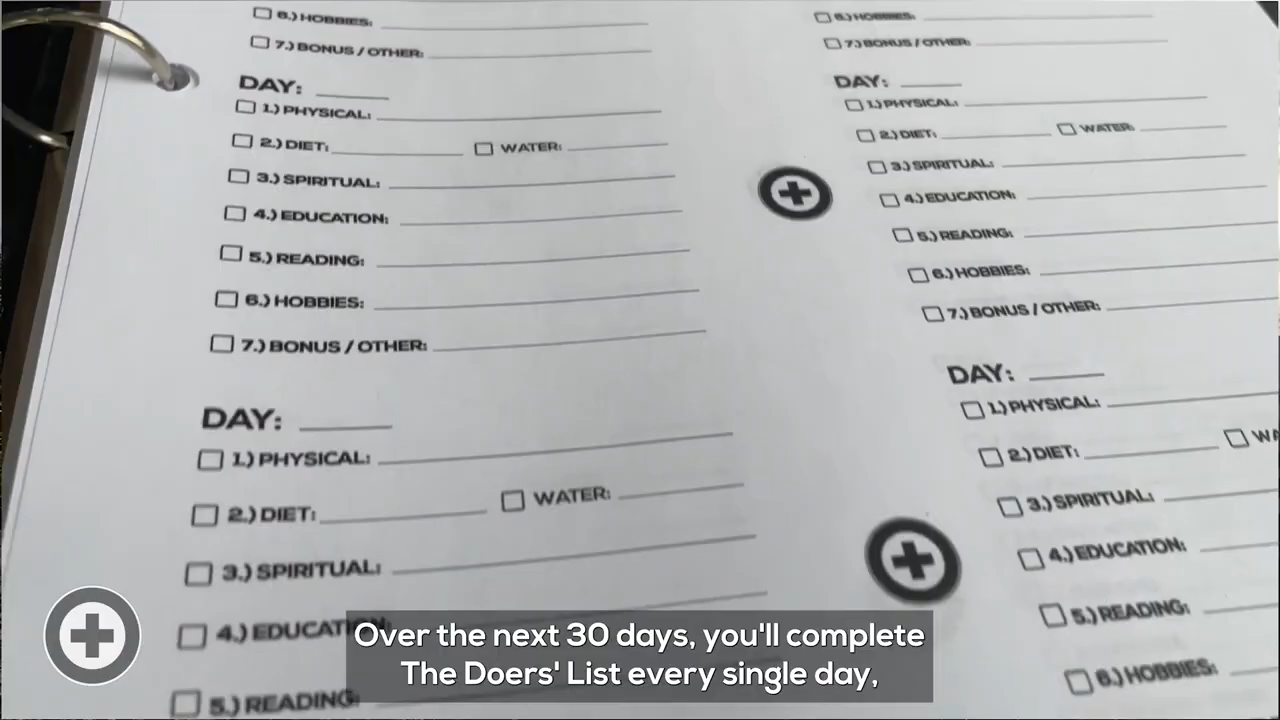 6.) HOBBIES:
7.) BONUS / OTHER:
DAY:
1.) PHYSICAL:
2.) DIET: WATER:
3.) SPIRITUAL:
4.) EDUCATION:
5.) READING:
6.) HOBBIES:
7.) BONUS / OTHER:
DAY:
1.) PHYSICAL:
2.) DIET: WATER:
3.) SPIRITUAL:
4.) EDUCATION
5.) READING:
6.) HOBBIES:
7.) BONUS / OTHER:
DAY:
1.) PHYSICAL:
2.) DIET: WATER:
3.) SPIRITUAL:
4.) EDUCATION:
5.) READING:
6.) HOBBIES:
7.) BONUS / OTHER:
DAY:
1.) PHYSICAL:
2.) DIET: WA
3.) SPIRITUAL:
4.) EDUCATION:
5.) READING:
6.) HOBBIES:
Over the next 30 days, you'll complete
The Doers' List every single day,